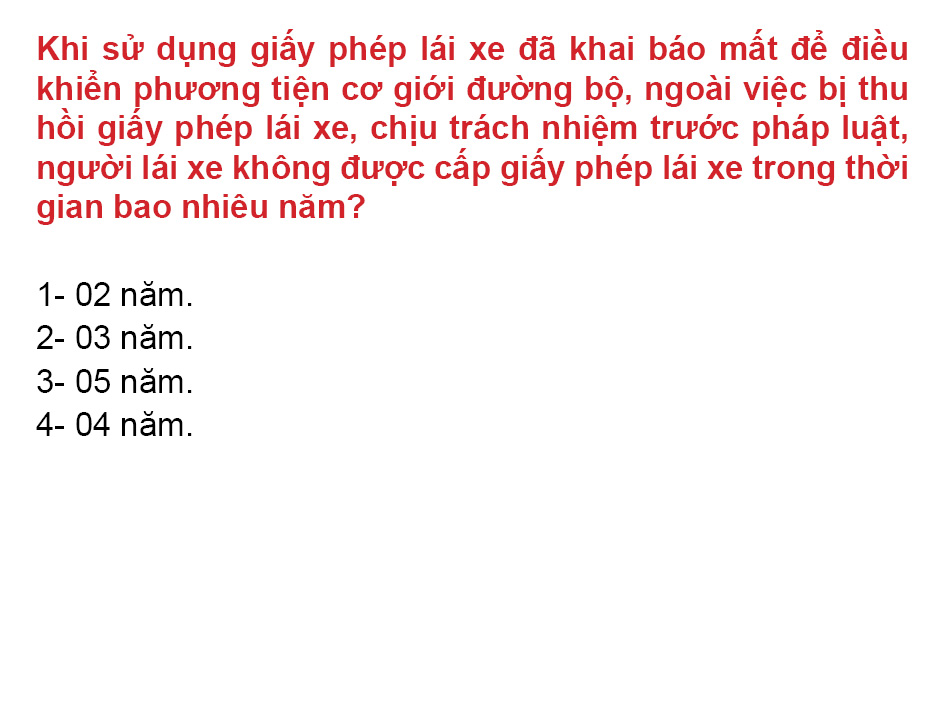 Khi sử dụng giấy phép lái xe đã khai báo mất để điều
khiển phương tiện cơ giới đường bộ, ngoài việc bị thu
hồi giấy phép lái xe, chịu trách nhiệm trước pháp luật,
người lái xe không được cấp giấy phép lái xe trong thời
gian bao nhiêu năm?
1- 02 năm.
2- 03 năm.
3- 05 năm.
4- 04 năm.